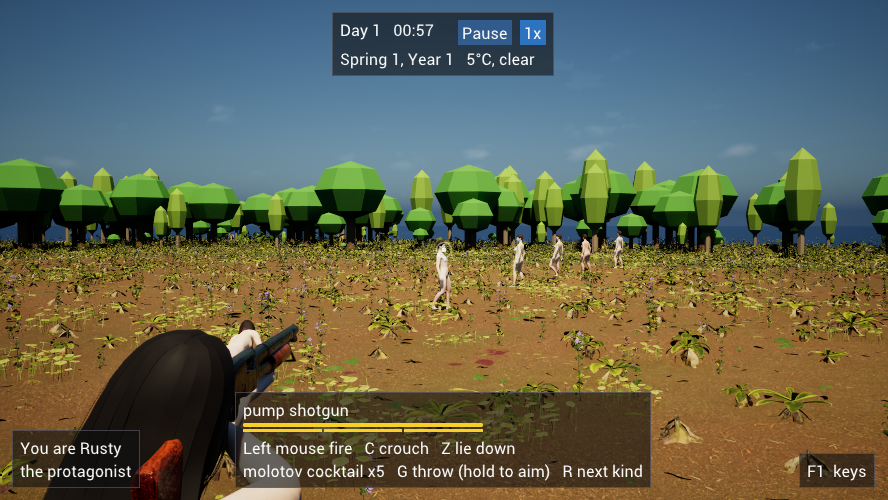 Day 1 00:57 Pause 1x
Spring 1, Year 1 5°C, clear
pump shotgun
Left mouse fire C crouch Z lie down
molotov cocktail x5 G throw (hold to aim) R next kind
You are Rusty
the protagonist
F1 keys